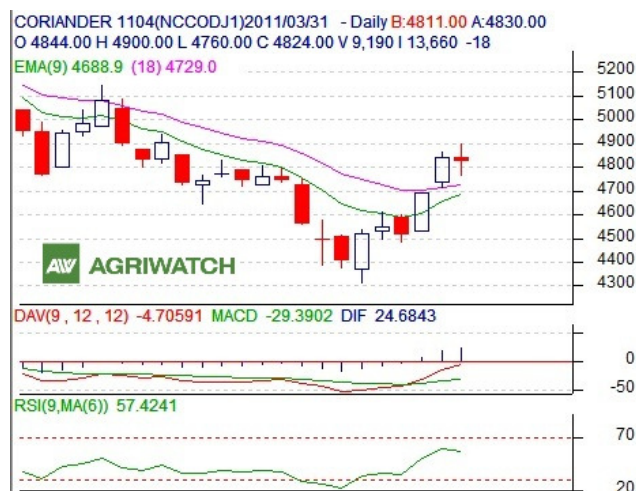 CORIANDER 1104(NCCODJ1)2011/03/31 - Daily B:4811.00 A:4830.00
O 4844.00 H 4900.00 L 4760.00 C 4824.00 V 9,190 I 13,660 -18
EMA(9) 4688.9 (18) 4729.0
5200
5100
5000
4900
4800
4700
4600
4500
4400
4300
AW AGRIWATCH
DAV(9 , 12 , 12) -4.70591 MACD -29.3902 DIF 24.6843
0
-50
RSI(9,MA(6)) 57.4241
70
20